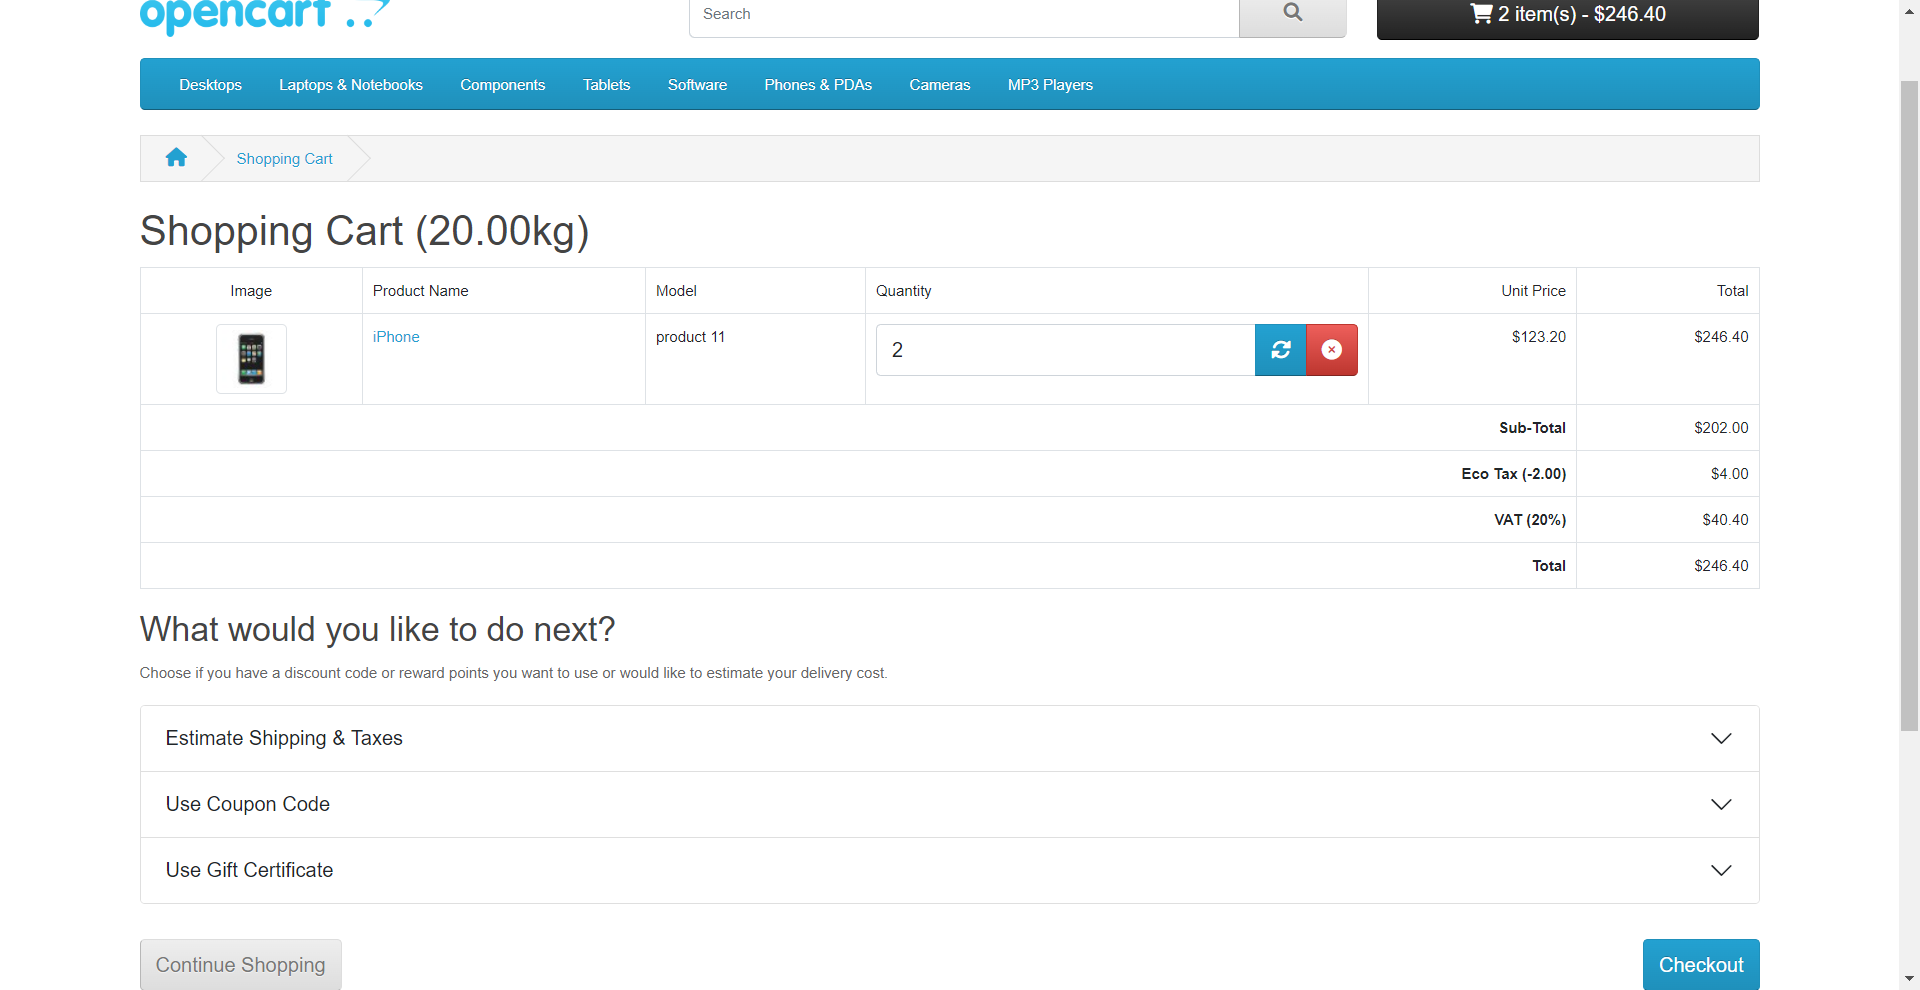 opencart
Search
2 item(s) - $246.40
Desktops Laptops & Notebooks Components Tablets Software Phones & PDAs Cameras MP3 Players
Shopping Cart
Shopping Cart (20.00kg)
Image Product Name Model Quantity Unit Price Total
iPhone product 11 2 $123.20 $246.40
Sub-Total $202.00
Eco Tax (-2.00) $4.00
VAT (20%) $40.40
Total $246.40
What would you like to do next?
Choose if you have a discount code or reward points you want to use or would like to estimate your delivery cost.
Estimate Shipping & Taxes
Use Coupon Code
Use Gift Certificate
Continue Shopping Checkout